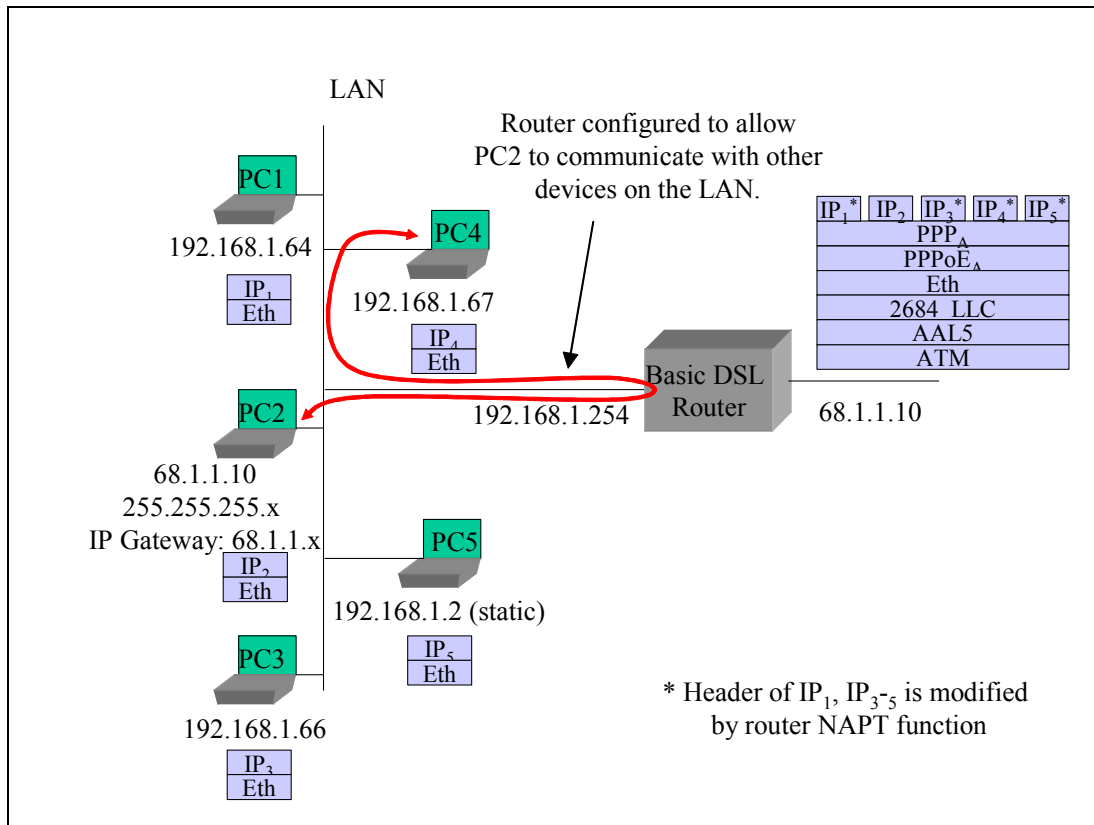 LAN
Router configured to allow
PC2 to communicate with other
devices on the LAN.
PC1
192.168.1.64
IP1
Eth
PC4
192.168.1.67
IP4
Eth
IP1* IP2 IP3* IP4* IP5*
PPPA
PPPoEA
Eth
2684 LLC
AAL5
ATM
Basic DSL
Router
192.168.1.254
68.1.1.10
PC2
68.1.1.10
255.255.255.x
IP Gateway: 68.1.1.x
IP2
Eth
PC5
192.168.1.2 (static)
IP5
Eth
PC3
192.168.1.66
IP3
Eth
* Header of IP1, IP3-5 is modified
by router NAPT function